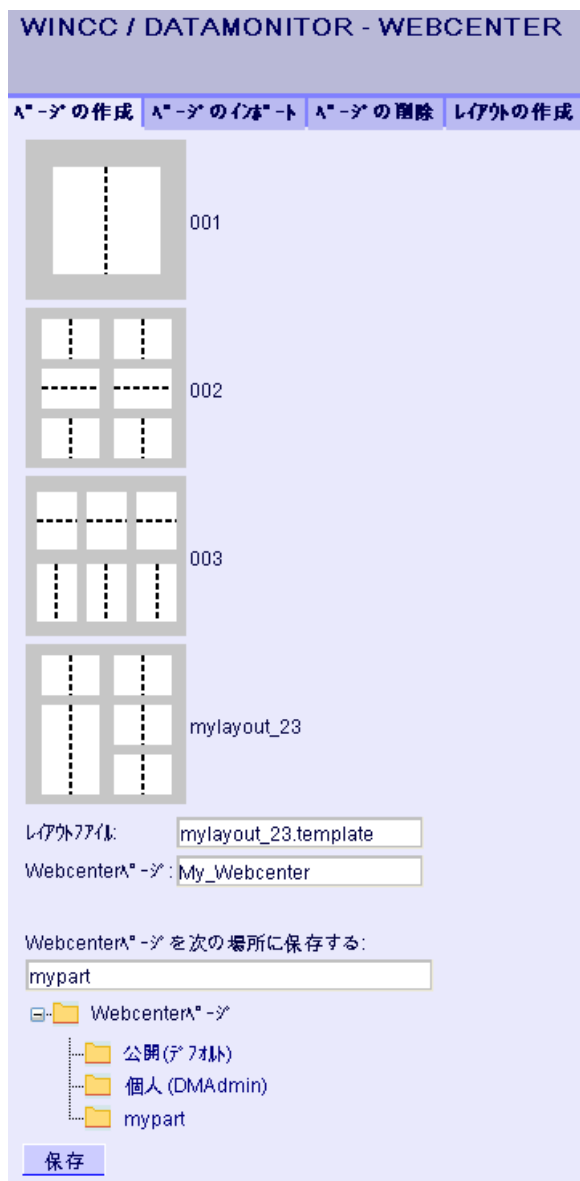 WINCC / DATAMONITOR - WEBCENTER
ﾍﾟｰｼﾞの作成 ﾍﾟｰｼﾞのｲﾝﾎﾟｰﾄ ﾍﾟｰｼﾞの削除 ﾚｲｱｳﾄの作成
001
002
003
mylayout_23
ﾚｲｱｳﾄﾌｧｲﾙ: mylayout_23.template
Webcenterﾍﾟｰｼﾞ: My_Webcenter
Webcenterﾍﾟｰｼﾞを次の場所に保存する:
mypart
Webcenterﾍﾟｰｼﾞ
公開(ﾃﾞﾌｫﾙﾄ)
個人 (DMAdmin)
mypart
保存